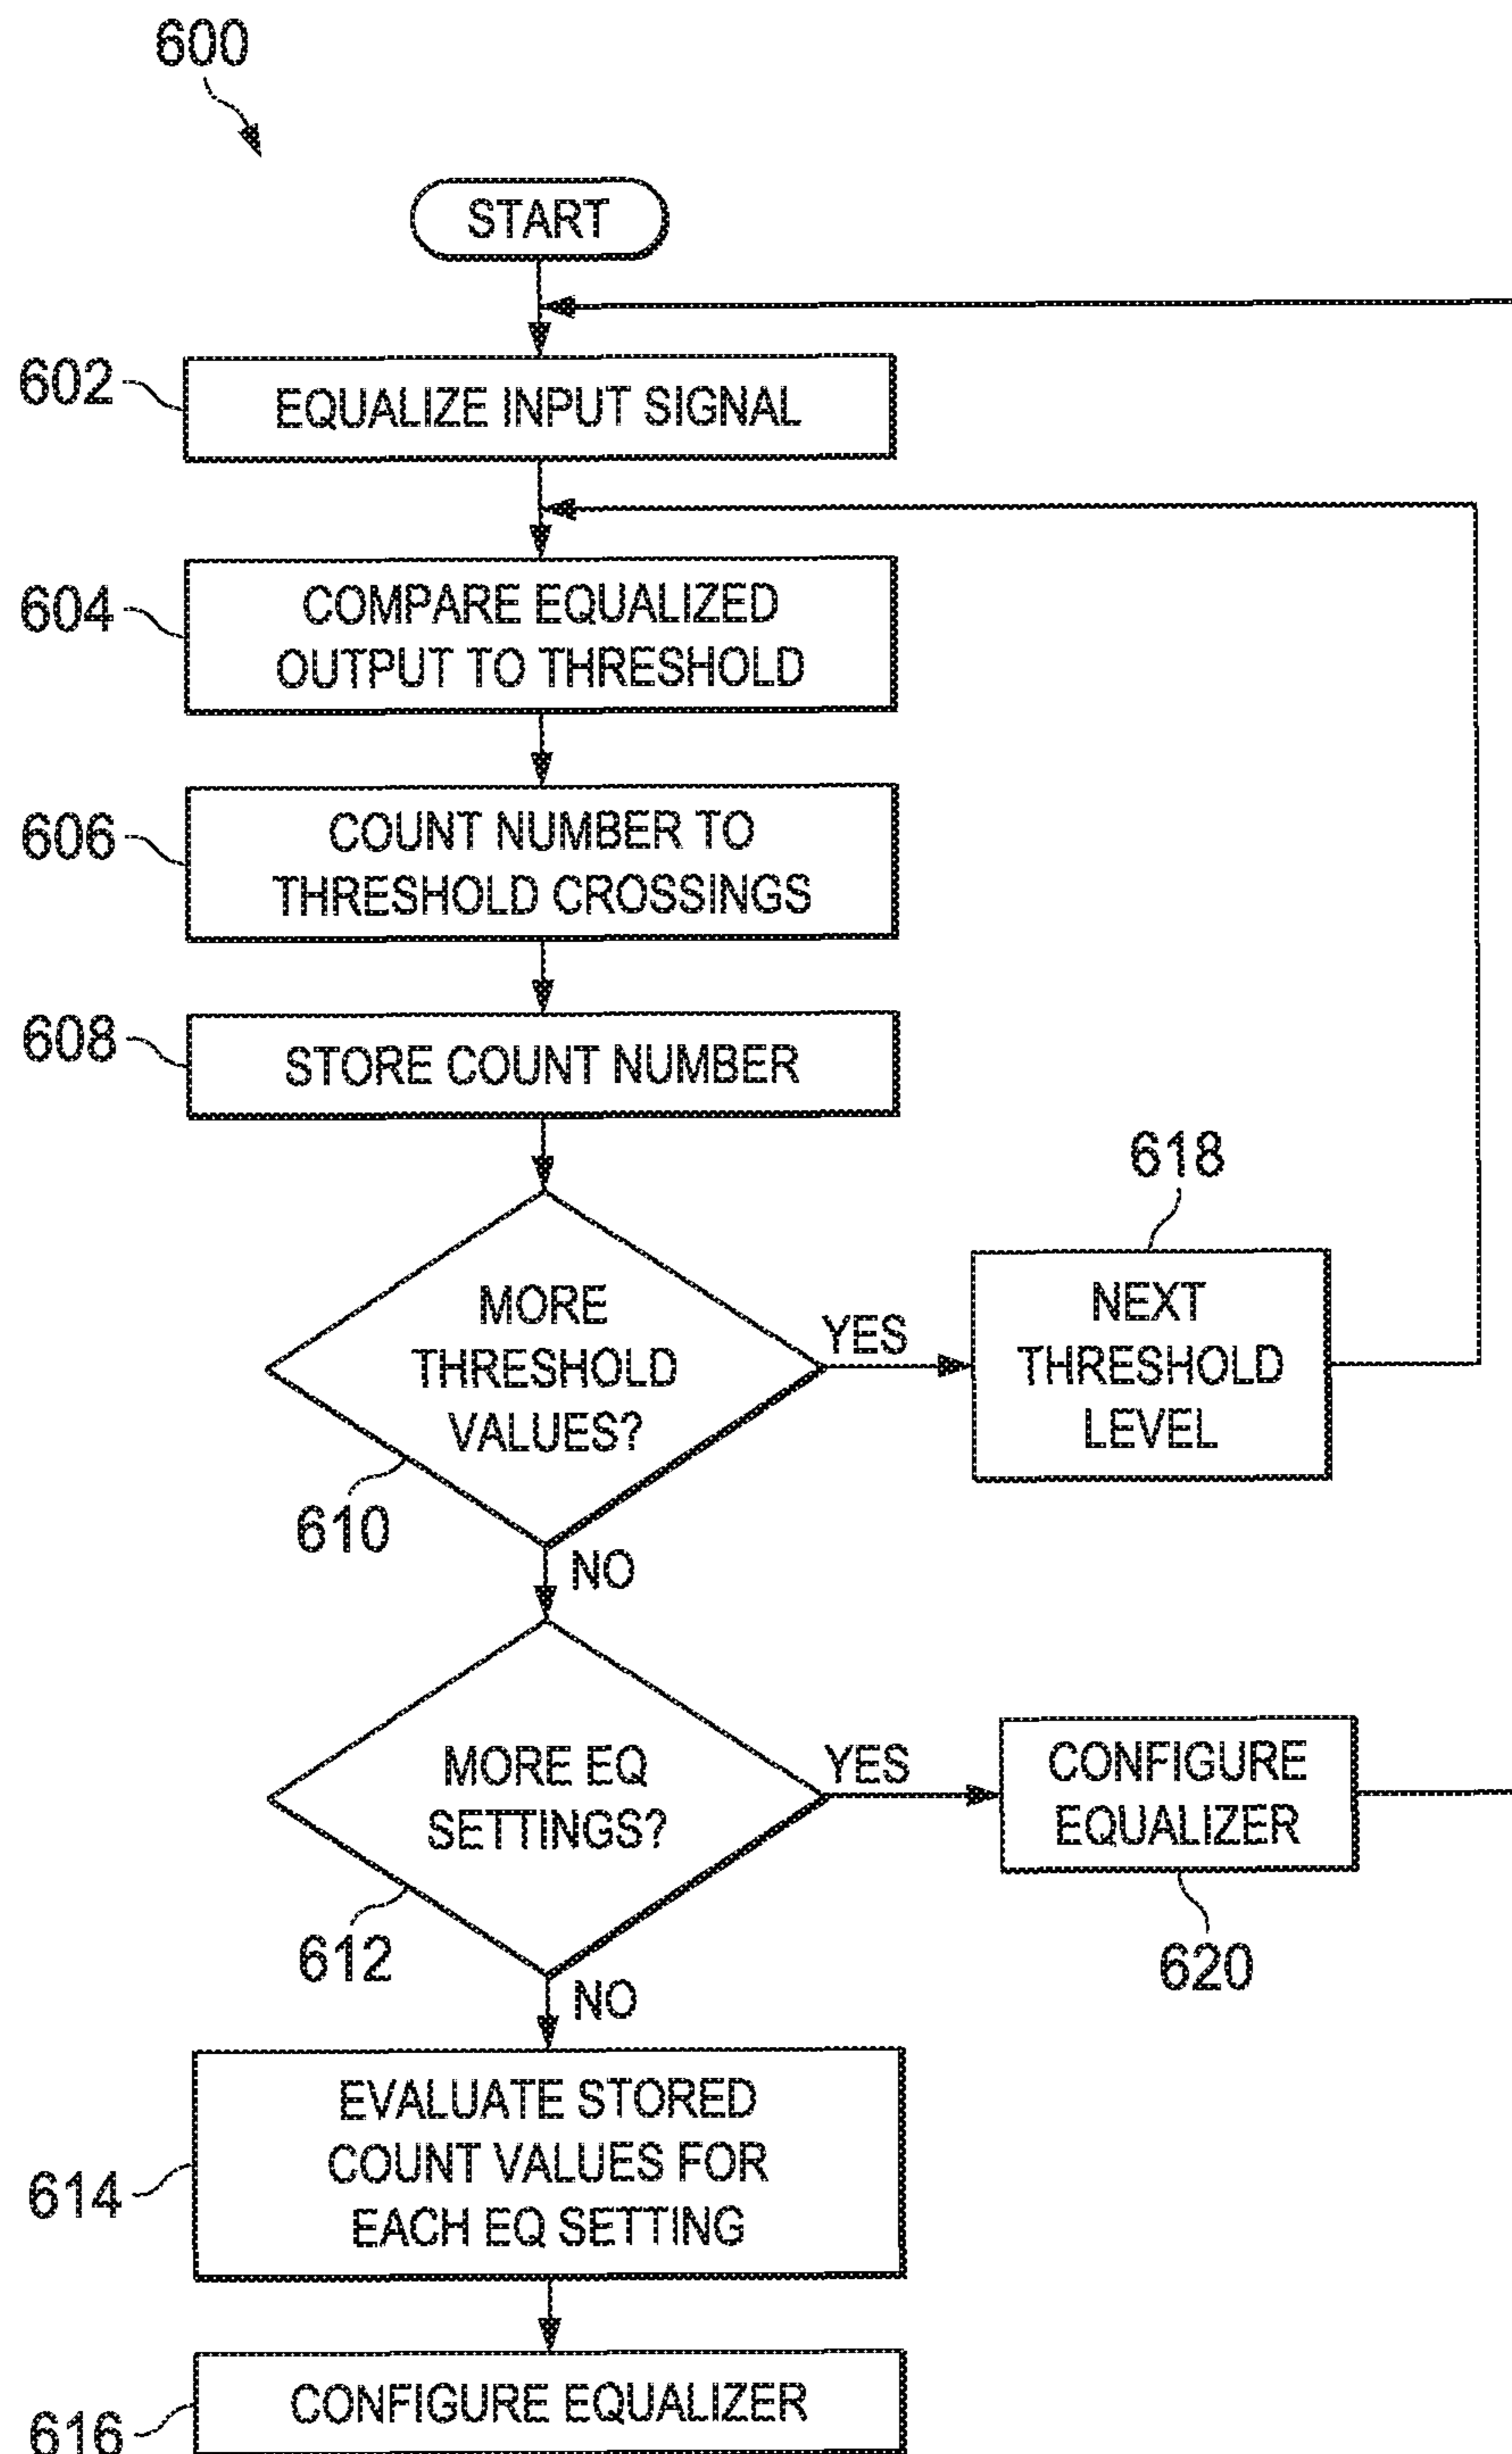 600
START
602
EQUALIZE INPUT SIGNAL
604
COMPARE EQUALIZED
OUTPUT TO THRESHOLD
606
COUNT NUMBER TO
THRESHOLD CROSSINGS
608
STORE COUNT NUMBER
618
MORE
THRESHOLD
VALUES?
YES
NEXT
THRESHOLD
LEVEL
610
NO
MORE EQ
SETTINGS?
YES
CONFIGURE
EQUALIZER
612
620
NO
614
EVALUATE STORED
COUNT VALUES FOR
EACH EQ SETTING
616
CONFIGURE EQUALIZER